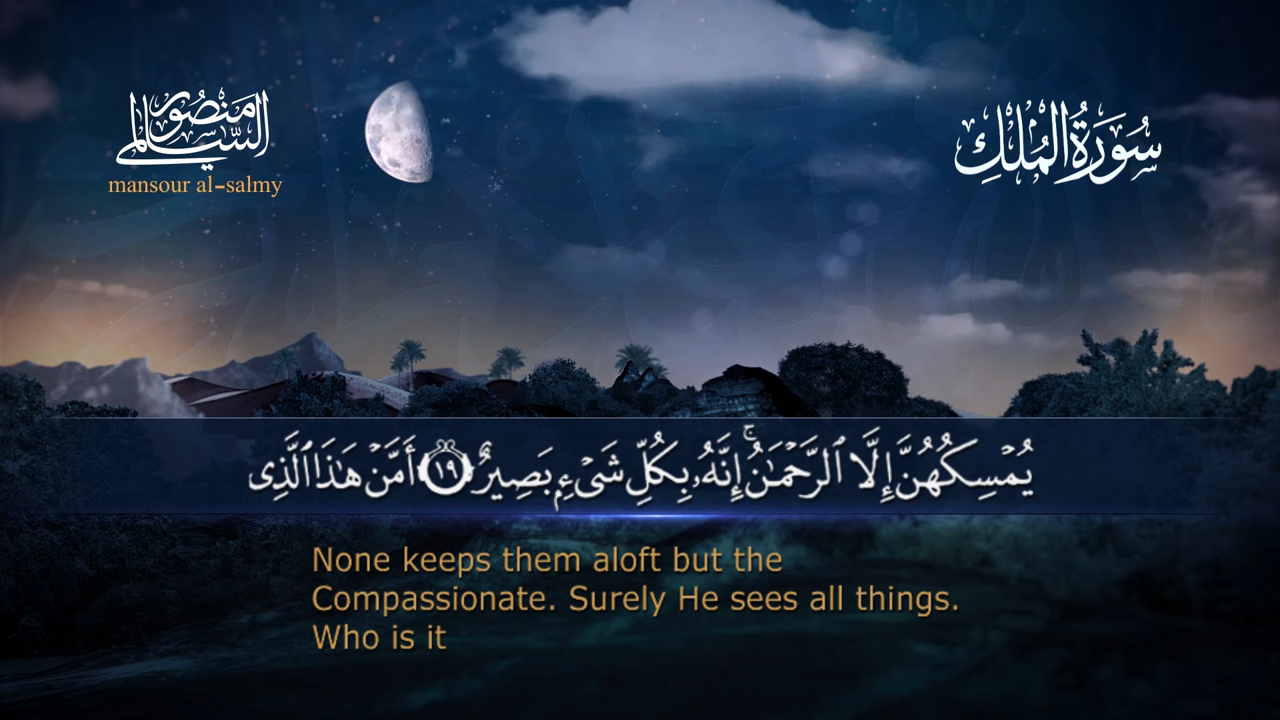 منصور السالمي
mansour al-salmy
سُورَةُ المُلْكِ
يُمْسِكُهُنَّ إِلَّا ٱلرَّحْمَـٰنُ ۚ إِنَّهُۥ بِكُلِّ شَىْءٍۭ بَصِيرٌ ١٩ أَمَّنْ هَـٰذَا ٱلَّذِى
None keeps them aloft but the
Compassionate. Surely He sees all things.
Who is it